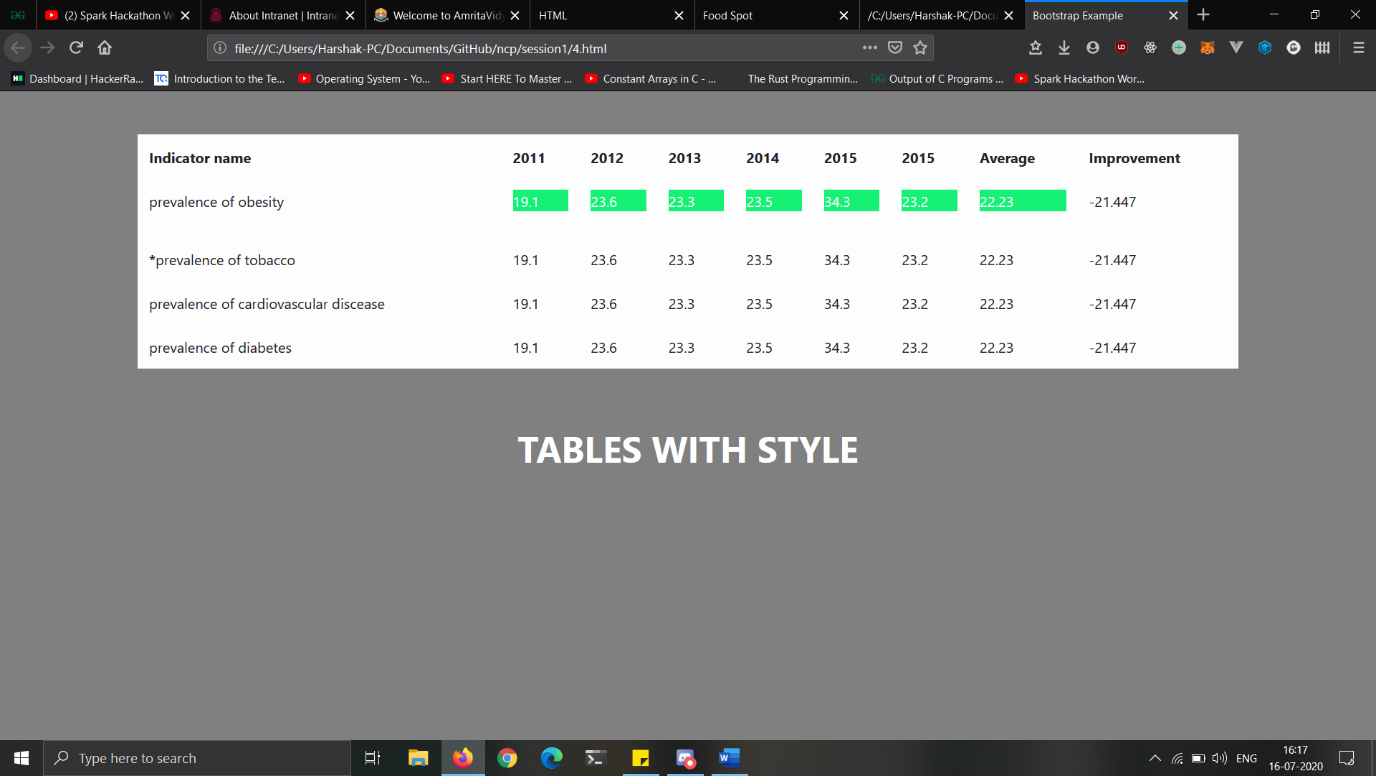 (2) Spark Hackathon W
About Intranet | Intrane
Welcome to AmritaVid
HTML
Food Spot
/C:/Users/Harshak-PC/Docu
Bootstrap Example
file:///C:/Users/Harshak-PC/Documents/GitHub/ncp/session1/4.html
Dashboard | HackerRa...
Introduction to the Te...
Operating System - Yo...
Start HERE To Master ...
Constant Arrays in C - ...
The Rust Programmin...
Output of C Programs ...
Spark Hackathon Wor...
Indicator name 2011 2012 2013 2014 2015 2015 Average Improvement
prevalence of obesity 19.1 23.6 23.3 23.5 34.3 23.2 22.23 -21.447
*prevalence of tobacco 19.1 23.6 23.3 23.5 34.3 23.2 22.23 -21.447
prevalence of cardiovascular discease 19.1 23.6 23.3 23.5 34.3 23.2 22.23 -21.447
prevalence of diabetes 19.1 23.6 23.3 23.5 34.3 23.2 22.23 -21.447
TABLES WITH STYLE
Type here to search
ENG
16:17
16-07-2020